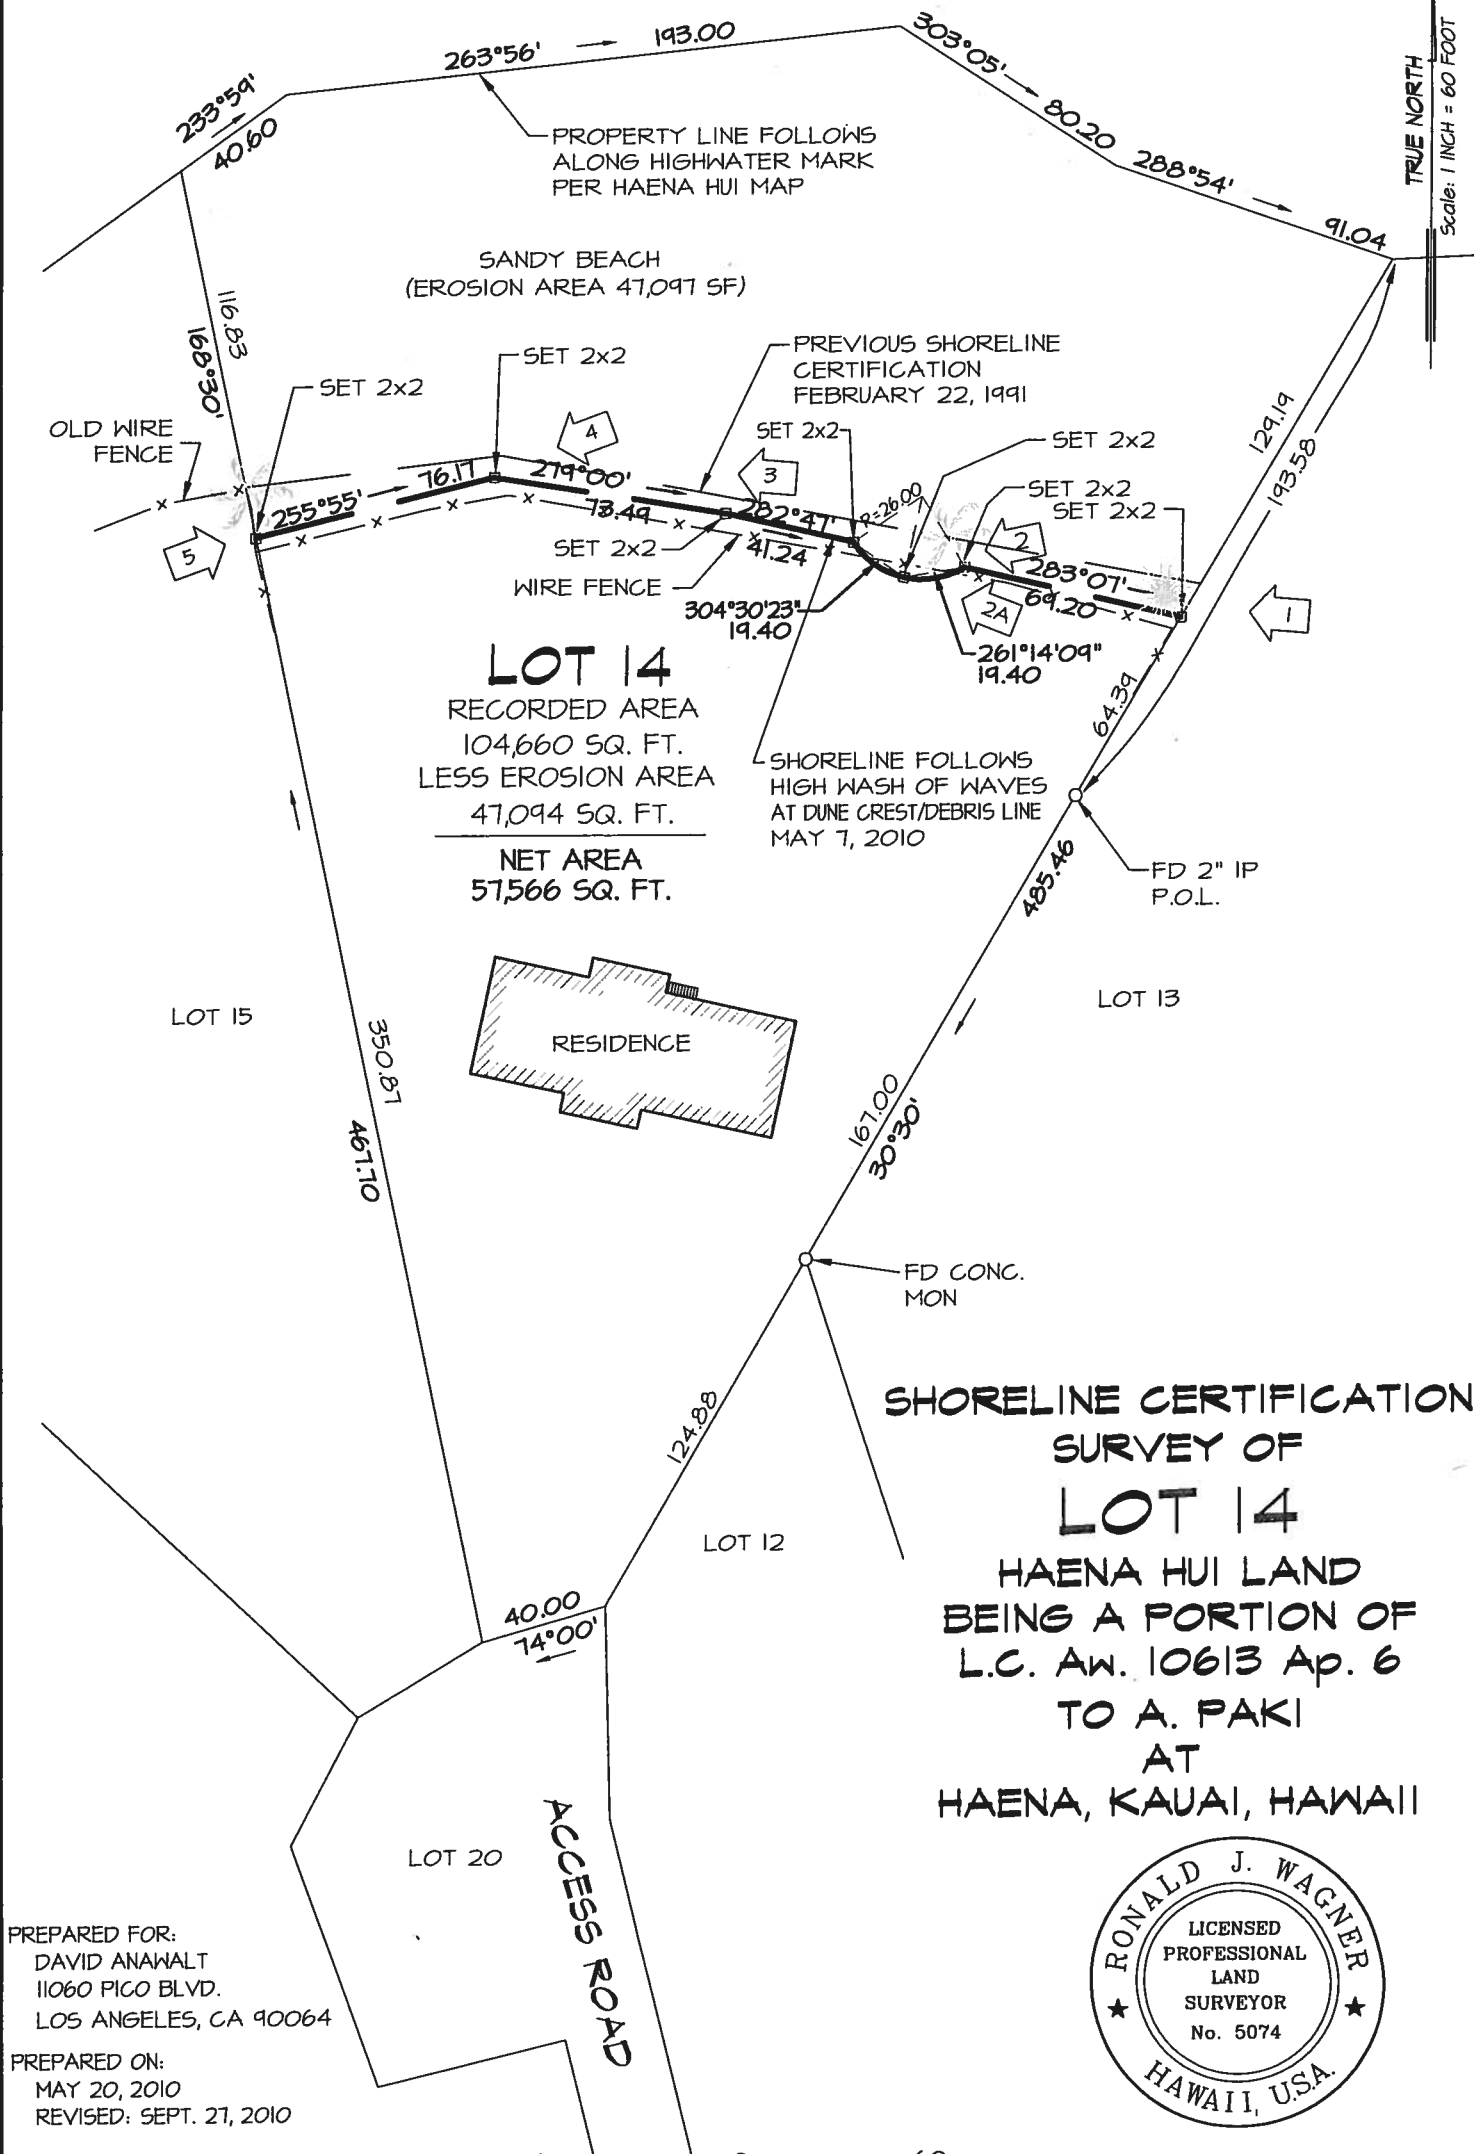 233°59'
40.60
263°56'
193.00
303°05'
80.20
288°54'
91.04
TRUE NORTH
Scale: 1 INCH = 60 FOOT
PROPERTY LINE FOLLOWS
ALONG HIGHWATER MARK
PER HAENA HUI MAP
SANDY BEACH
(EROSION AREA 47,097 SF)
116.83
168°30'
SET 2x2
SET 2x2
PREVIOUS SHORELINE
CERTIFICATION
FEBRUARY 22, 1991
OLD WIRE
FENCE
4
SET 2x2
3
SET 2x2
SET 2x2
SET 2x2
129.19
193.58
255°55'
76.17
279°00'
73.49
282°47'
41.24
R=26.00
2
283°07'
69.20
5
SET 2x2
WIRE FENCE
304°30'23"
19.40
2A
1
261°14'09"
19.40
64.39
LOT 14
RECORDED AREA
104,660 SQ. FT.
LESS EROSION AREA
47,094 SQ. FT.
NET AREA
57,566 SQ. FT.
SHORELINE FOLLOWS
HIGH WASH OF WAVES
AT DUNE CREST/DEBRIS LINE
MAY 7, 2010
FD 2" IP
P.O.L.
485.46
LOT 15
LOT 13
RESIDENCE
350.87
467.70
167.00
30°30'
FD CONC.
MON
124.88
LOT 12
40.00
74°00'
SHORELINE CERTIFICATION
SURVEY OF
LOT 14
HAENA HUI LAND
BEING A PORTION OF
L.C. Aw. 10613 Ap. 6
TO A. PAKI
AT
HAENA, KAUAI, HAWAII
LOT 20
ACCESS ROAD
RONALD J. WAGNER
LICENSED
PROFESSIONAL
LAND
SURVEYOR
No. 5074
HAWAII, U.S.A.
PREPARED FOR:
DAVID ANAWALT
11060 PICO BLVD.
LOS ANGELES, CA 90064
PREPARED ON:
MAY 20, 2010
REVISED: SEPT. 27, 2010